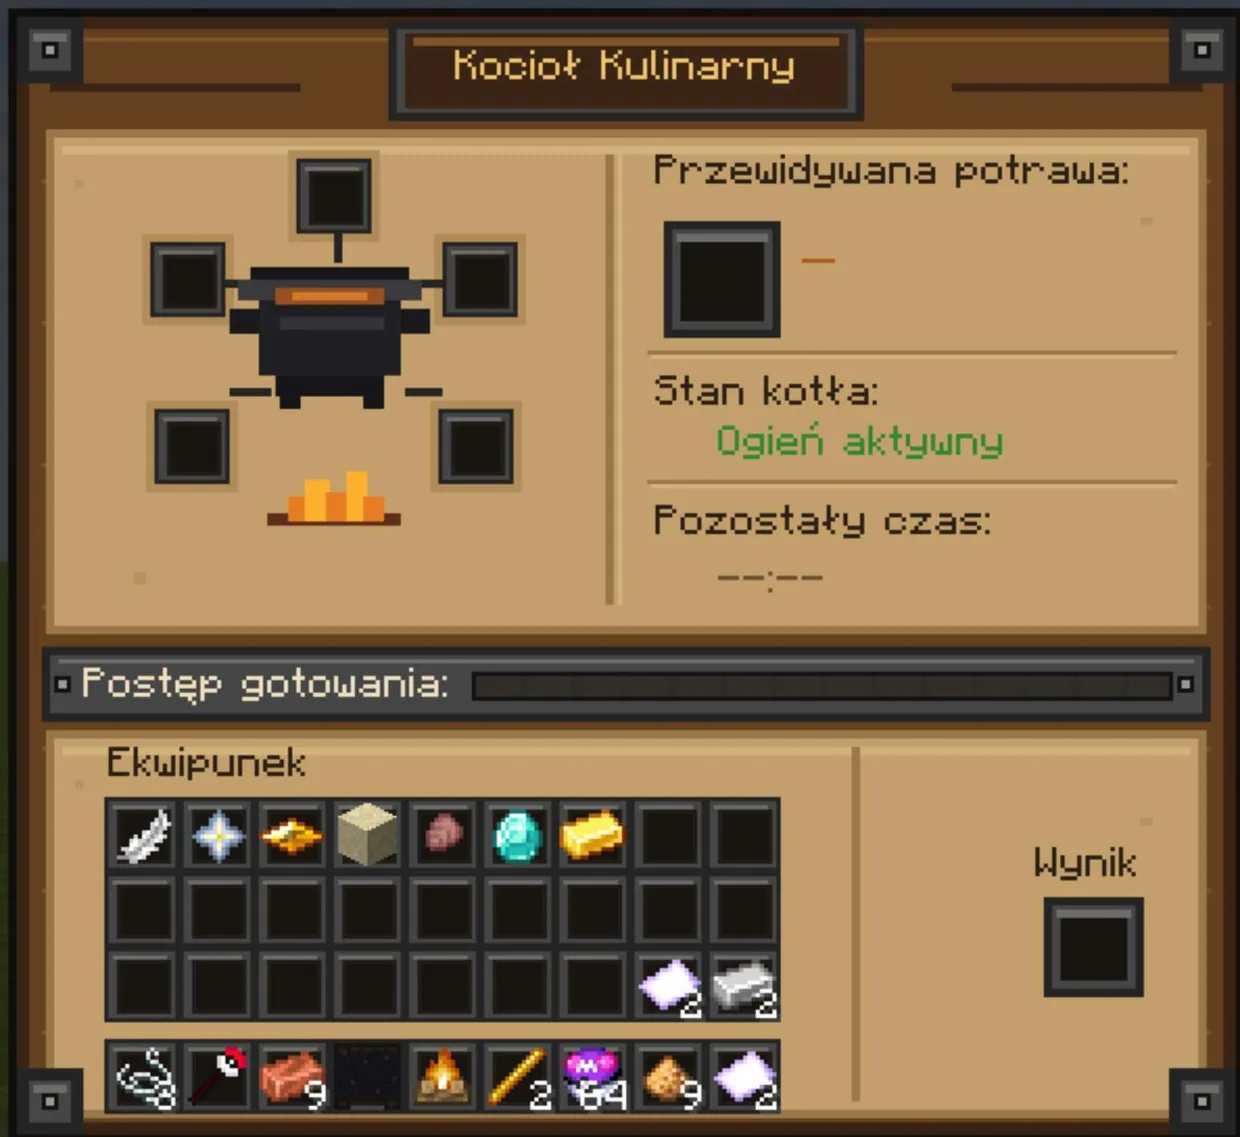 Kocioł Kulinarny
Przewidywana potrawa:
—
Stan kotła:
Ogień aktywny
Pozostały czas:
--:--
Postęp gotowania:
Ekwipunek
Wynik
2 2
8 9 2 64 9 2